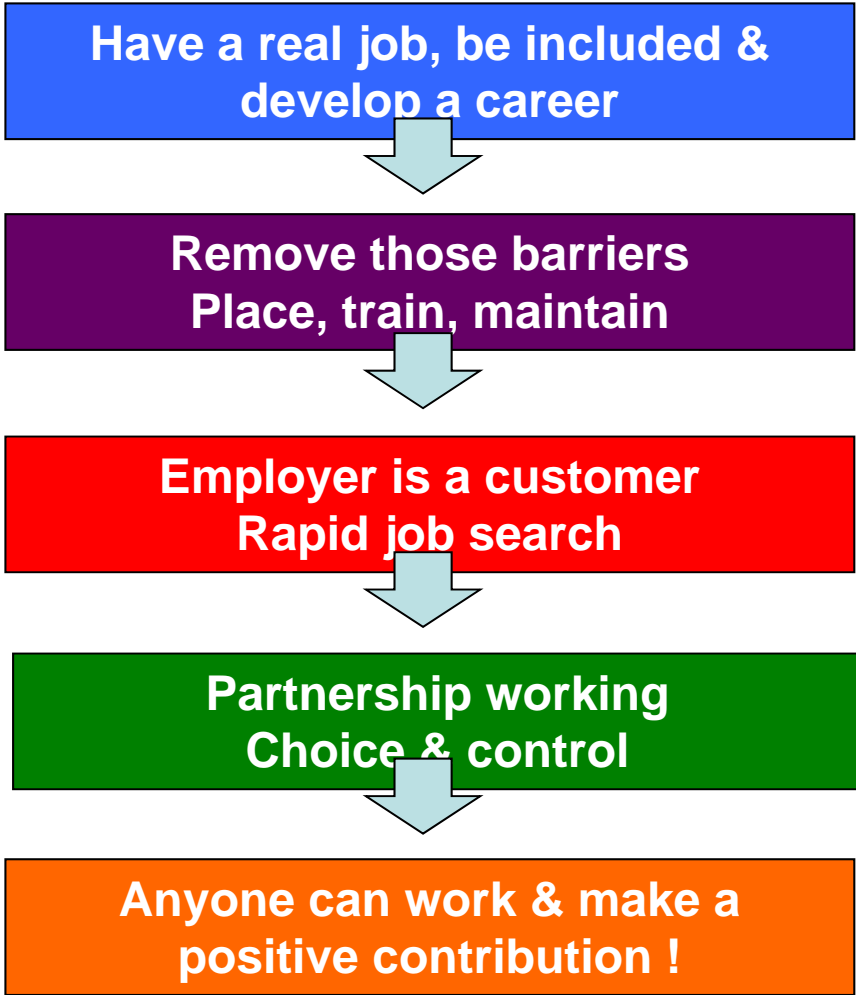 Have a real job, be included &
develop a career
Remove those barriers
Place, train, maintain
Employer is a customer
Rapid job search
Partnership working
Choice & control
Anyone can work & make a
positive contribution !